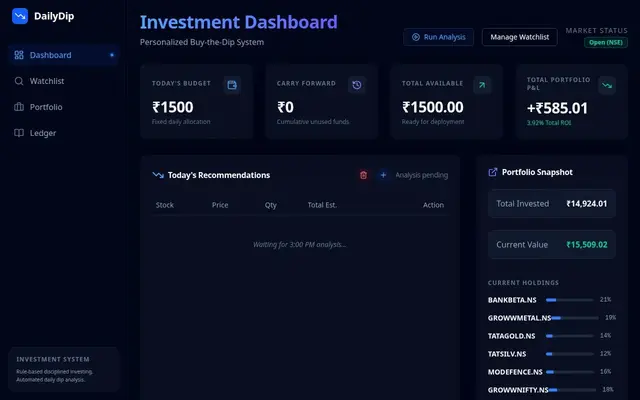 DailyDip
Dashboard
Watchlist
Portfolio
Ledger
INVESTMENT SYSTEM
Rule-based disciplined investing.
Automated daily dip analysis.
Investment Dashboard
Personalized Buy-the-Dip System
Run Analysis
Manage Watchlist
MARKET STATUS
Open (NSE)
TODAY'S BUDGET
₹1500
Fixed daily allocation
CARRY FORWARD
₹0
Cumulative unused funds
TOTAL AVAILABLE
₹1500.00
Ready for deployment
TOTAL PORTFOLIO
P&L
+₹585.01
3.92% Total ROI
Today's Recommendations
Analysis pending
Stock Price Qty Total Est. Action
Waiting for 3:00 PM analysis...
Portfolio Snapshot
Total Invested ₹14,924.01
Current Value ₹15,509.02
CURRENT HOLDINGS
BANKBETA.NS 21%
GROWWMETAL.NS 19%
TATAGOLD.NS 14%
TATSILV.NS 12%
MODEFENCE.NS 16%
GROWWNIFTY.NS 18%